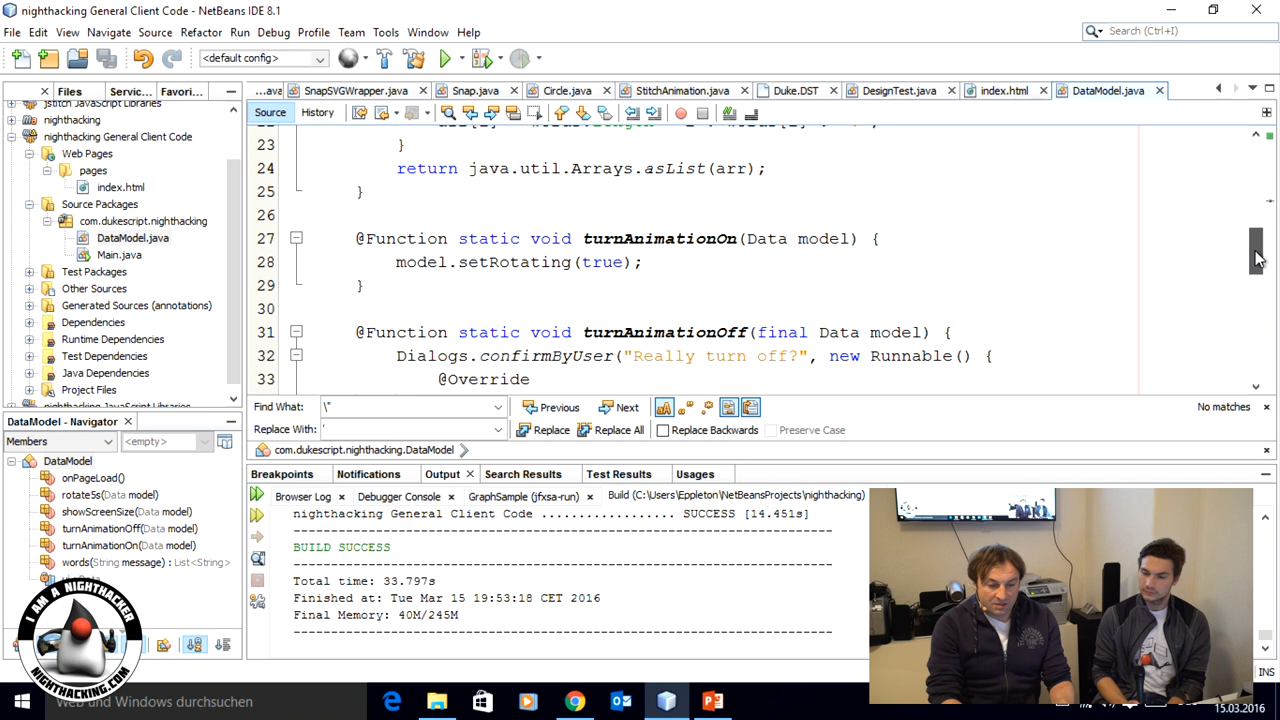 nighthacking General Client Code - NetBeans IDE 8.1
File Edit View Navigate Source Refactor Run Debug Profile Team Tools Window Help
Search (Ctrl+I)
<default config>
Files Servic... Favori...
...ava SnapSVGWrapper.java Snap.java Circle.java StitchAnimation.java Duke.DST DesignTest.java index.html DataModel.java
Source History
jstitch JavaScript Libraries
nighthacking
nighthacking General Client Code
Web Pages
pages
index.html
Source Packages
com.dukescript.nighthacking
DataModel.java
Main.java
Test Packages
Other Sources
Generated Sources (annotations)
Dependencies
Runtime Dependencies
Test Dependencies
Java Dependencies
Project Files
nighthacking JavaScript Libraries
23 }
24 return java.util.Arrays.asList(arr);
25 }
26
27 @Function static void turnAnimationOn(Data model) {
28 model.setRotating(true);
29 }
30
31 @Function static void turnAnimationOff(final Data model) {
32 Dialogs.confirmByUser("Really turn off?", new Runnable() {
33 @Override
Find What: \" Previous Next No matches
Replace With: ' Replace Replace All Replace Backwards Preserve Case
com.dukescript.nighthacking.DataModel
DataModel - Navigator
Members <empty>
DataModel
onPageLoad()
rotate5s(Data model)
showScreenSize(Data model)
turnAnimationOff(Data model)
turnAnimationOn(Data model)
words(String message) : List<String>
Breakpoints Notifications Output Search Results Test Results Usages
Browser Log Debugger Console GraphSample (jfxsa-run) Build (C:\Users\Eppleton\NetBeansProjects\nighthacking)
nighthacking General Client Code .................. SUCCESS [14.451s]
------------------------------------------------------------------------
BUILD SUCCESS
------------------------------------------------------------------------
Total time: 33.797s
Finished at: Tue Mar 15 19:53:18 CET 2016
Final Memory: 40M/245M
------------------------------------------------------------------------
I AM A NIGHTHACKER
NIGHTHACKING.COM
INS
Web und Windows durchsuchen
15.03.2016